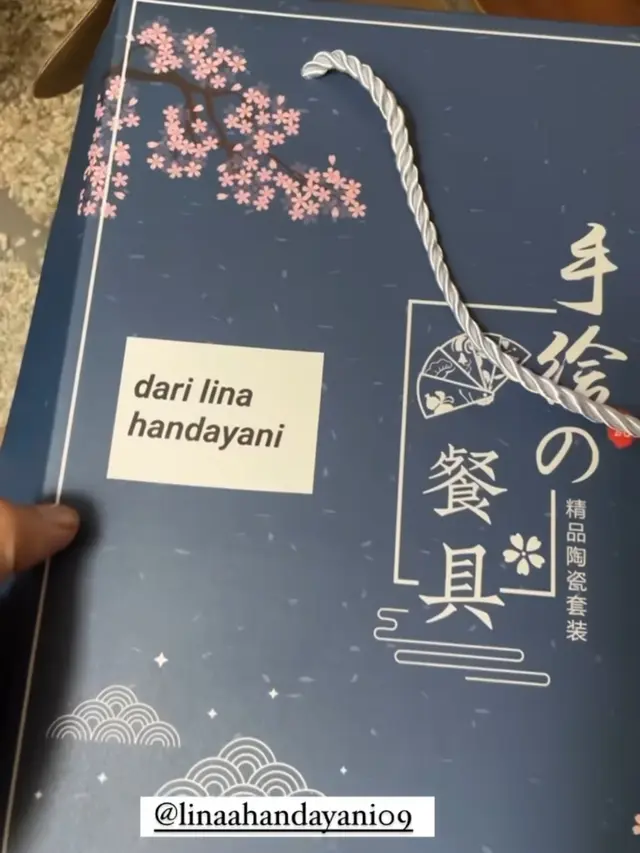 手绘の
餐具
精品陶瓷套装
dari lina
handayani
@linaahandayani09